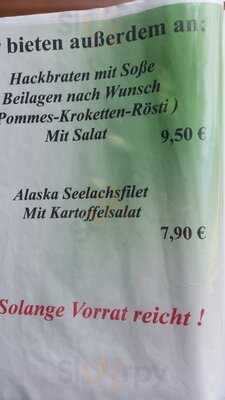 bieten außerdem an:
Hackbraten mit Soße
Beilagen nach Wunsch
Pommes-Kroketten-Rösti )
Mit Salat 9,50 €
Alaska Seelachsfilet
Mit Kartoffelsalat
7,90 €
Solange Vorrat reicht !